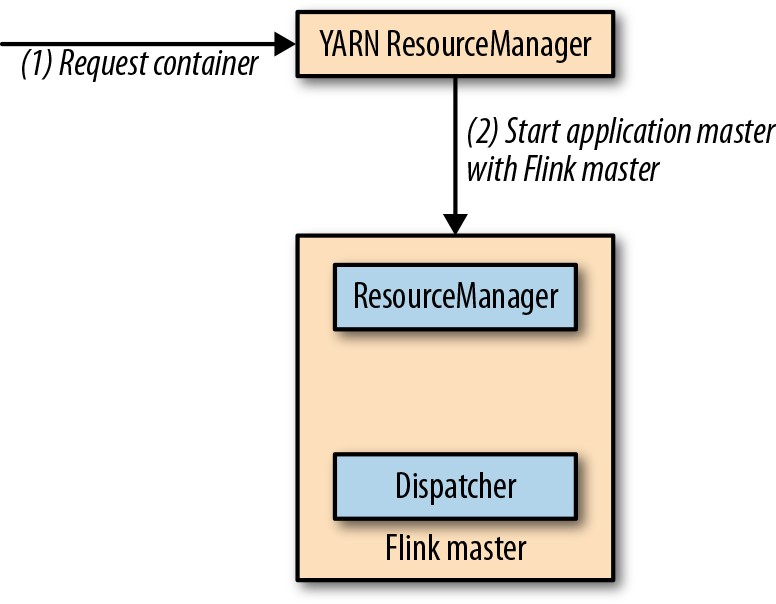 (1) Request container
YARN ResourceManager
(2) Start application master
with Flink master
ResourceManager
Dispatcher
Flink master